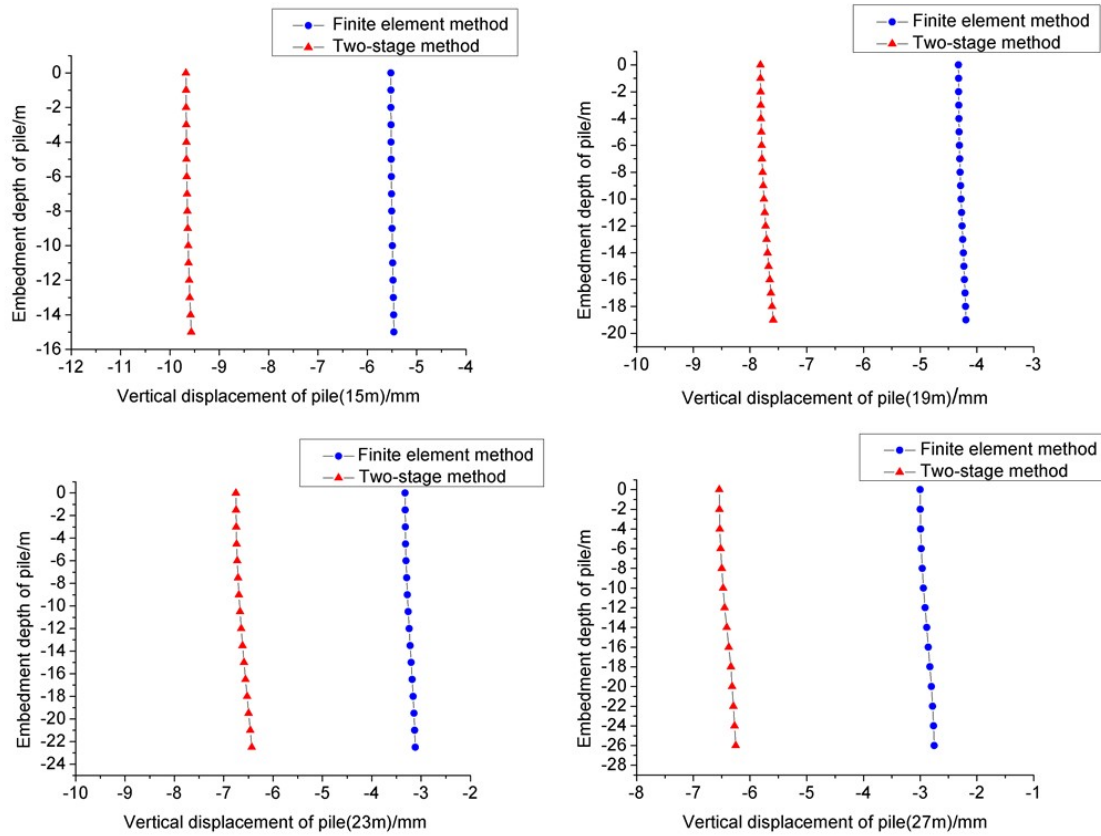 Finite element method
Two-stage method
Embedment depth of pile/m
0
-2
-4
-6
-8
-10
-12
-14
-16
-12 -11 -10 -9 -8 -7 -6 -5 -4
Vertical displacement of pile(15m)/mm
Finite element method
Two-stage method
Embedment depth of pile/m
0
-2
-4
-6
-8
-10
-12
-14
-16
-18
-20
-10 -9 -8 -7 -6 -5 -4 -3
Vertical displacement of pile(19m)/mm
Finite element method
Two-stage method
Embedment depth of pile/m
0
-2
-4
-6
-8
-10
-12
-14
-16
-18
-20
-22
-24
-10 -9 -8 -7 -6 -5 -4 -3 -2
Vertical displacement of pile(23m)/mm
Finite element method
Two-stage method
Embedment depth of pile/m
0
-2
-4
-6
-8
-10
-12
-14
-16
-18
-20
-22
-24
-26
-28
-8 -7 -6 -5 -4 -3 -2 -1
Vertical displacement of pile(27m)/mm